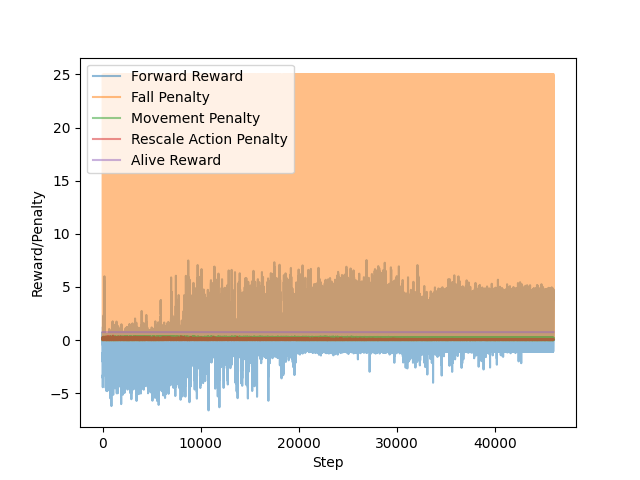 Forward Reward
Fall Penalty
Movement Penalty
Rescale Action Penalty
Alive Reward
25
20
15
10
5
0
−5
Reward/Penalty
0
10000
20000
30000
40000
Step